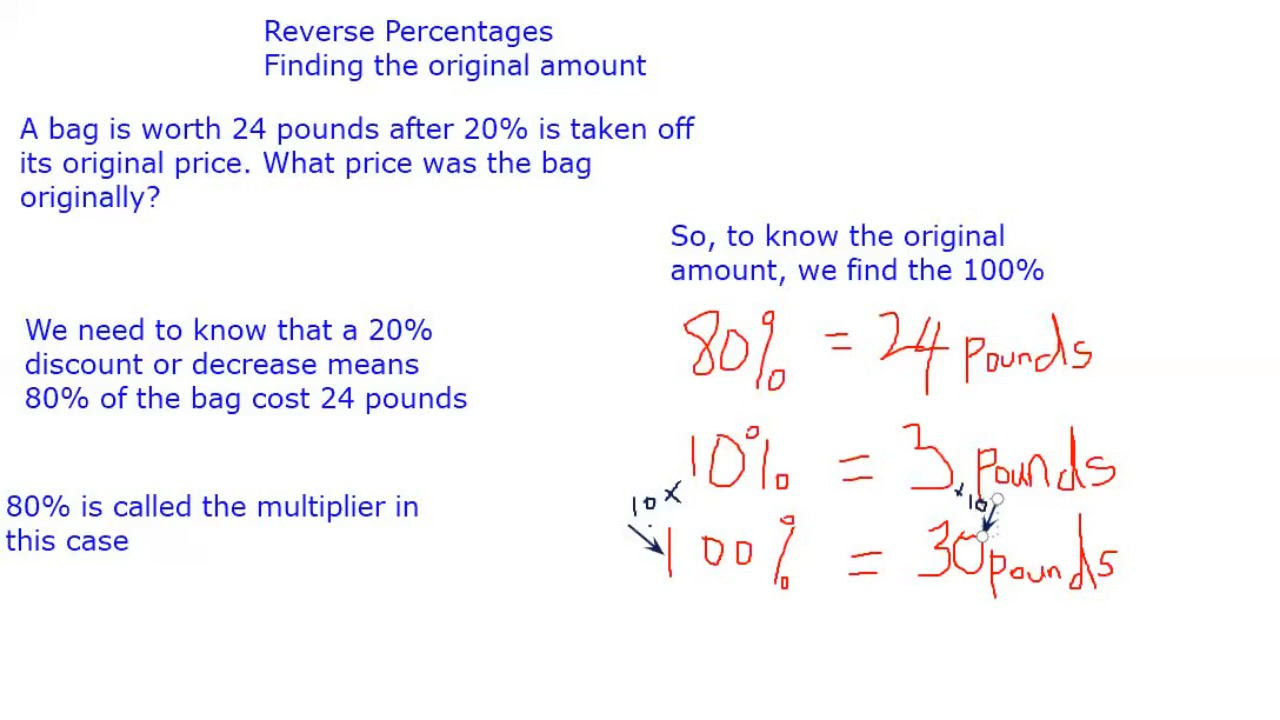 Reverse Percentages
Finding the original amount
A bag is worth 24 pounds after 20% is taken off
its original price. What price was the bag
originally?
We need to know that a 20%
discount or decrease means
80% of the bag cost 24 pounds
80% is called the multiplier in
this case
So, to know the original
amount, we find the 100%
80% = 24 pounds
10% = 3 pounds
10 × ×10
100% = 30 pounds